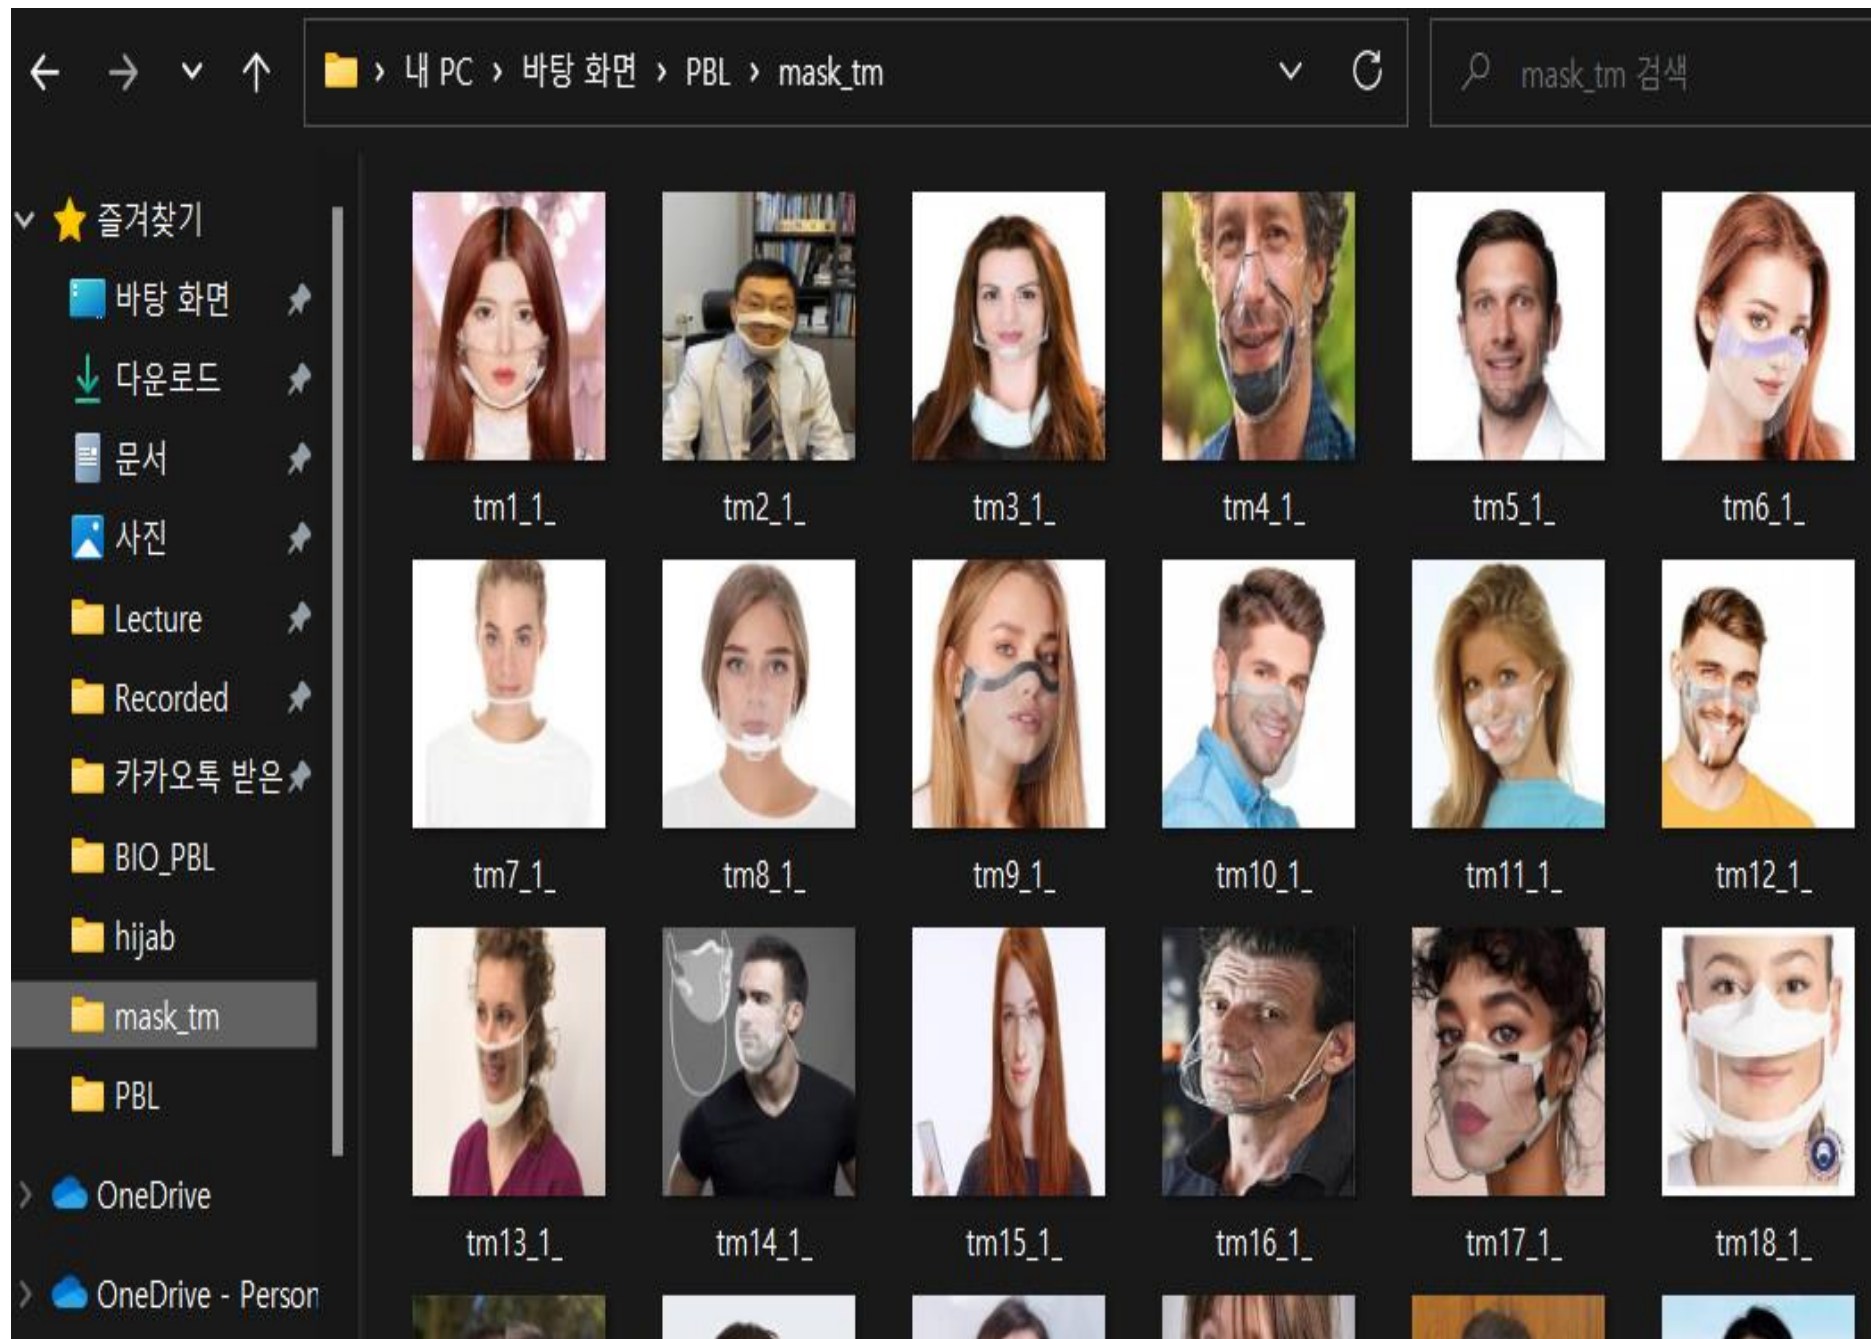 내 PC › 바탕 화면 › PBL › mask_tm
mask_tm 검색
즐겨찾기
바탕 화면
다운로드
문서
사진
Lecture
Recorded
카카오톡 받은
BIO_PBL
hijab
mask_tm
PBL
OneDrive
OneDrive - Person
tm1_1_ tm2_1_ tm3_1_ tm4_1_ tm5_1_ tm6_1_
tm7_1_ tm8_1_ tm9_1_ tm10_1_ tm11_1_ tm12_1_
tm13_1_ tm14_1_ tm15_1_ tm16_1_ tm17_1_ tm18_1_